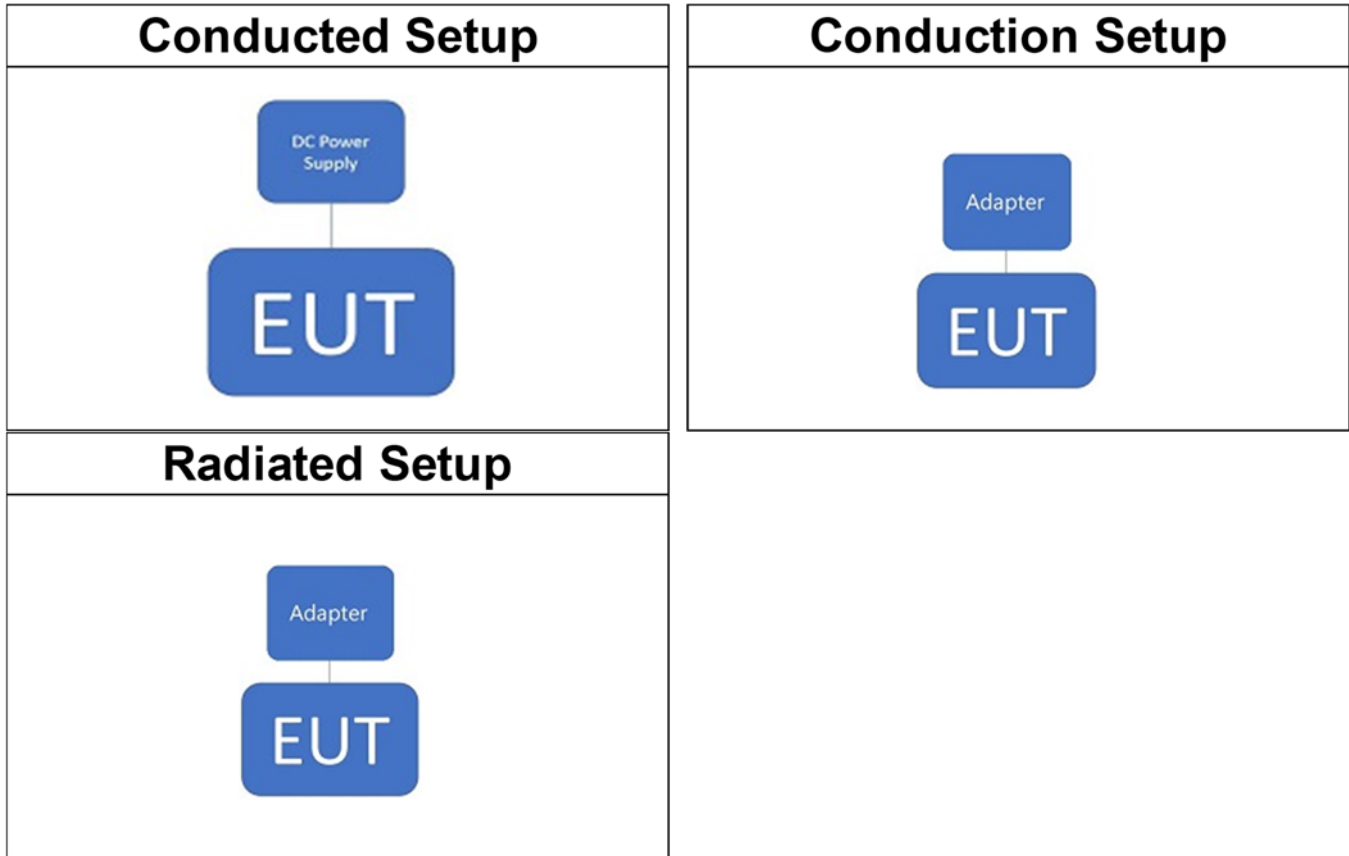 Conducted Setup
DC Power
Supply
EUT
Conduction Setup
Adapter
EUT
Radiated Setup
Adapter
EUT